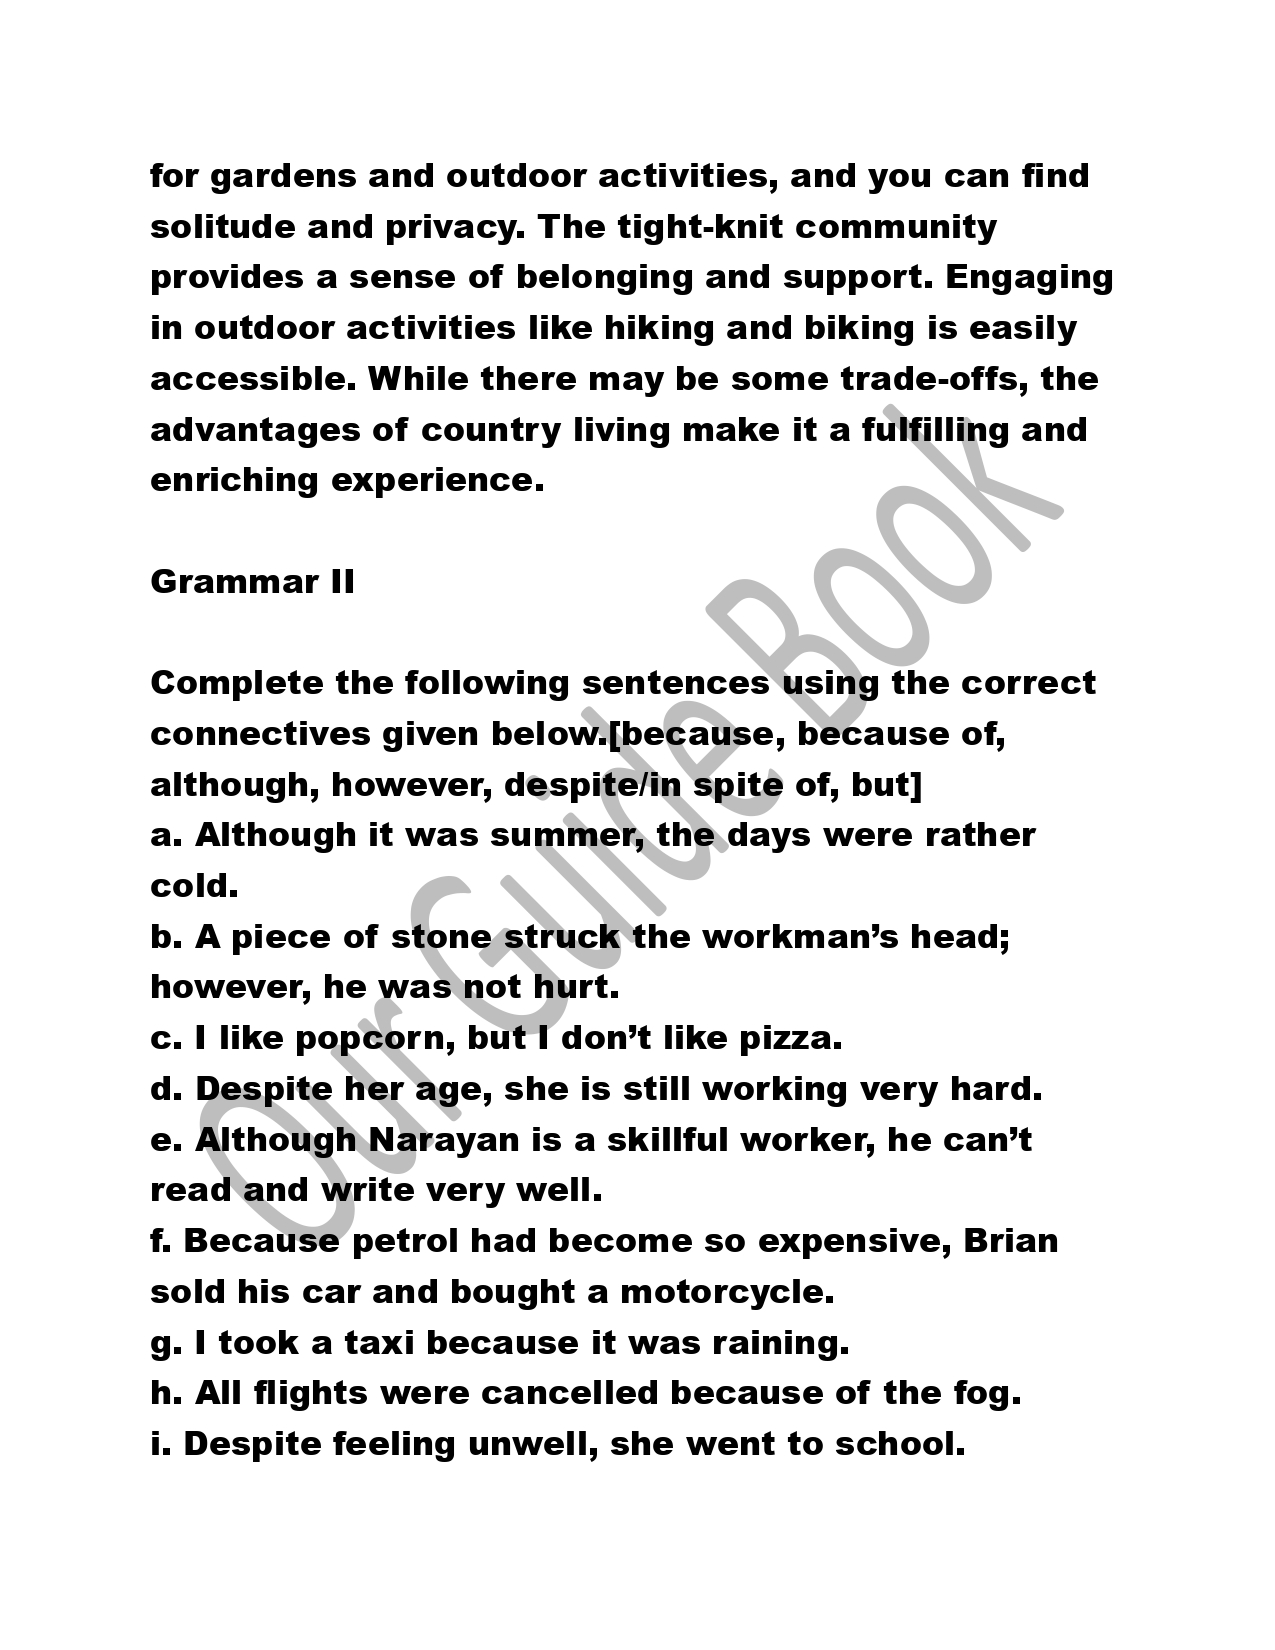 for gardens and outdoor activities, and you can find
solitude and privacy. The tight-knit community
provides a sense of belonging and support. Engaging
in outdoor activities like hiking and biking is easily
accessible. While there may be some trade-offs, the
advantages of country living make it a fulfilling and
enriching experience.
Grammar II
Complete the following sentences using the correct
connectives given below.[because, because of,
although, however, despite/in spite of, but]
a. Although it was summer, the days were rather
cold.
b. A piece of stone struck the workman’s head;
however, he was not hurt.
c. I like popcorn, but I don’t like pizza.
d. Despite her age, she is still working very hard.
e. Although Narayan is a skillful worker, he can’t
read and write very well.
f. Because petrol had become so expensive, Brian
sold his car and bought a motorcycle.
g. I took a taxi because it was raining.
h. All flights were cancelled because of the fog.
i. Despite feeling unwell, she went to school.
Our Guide Book